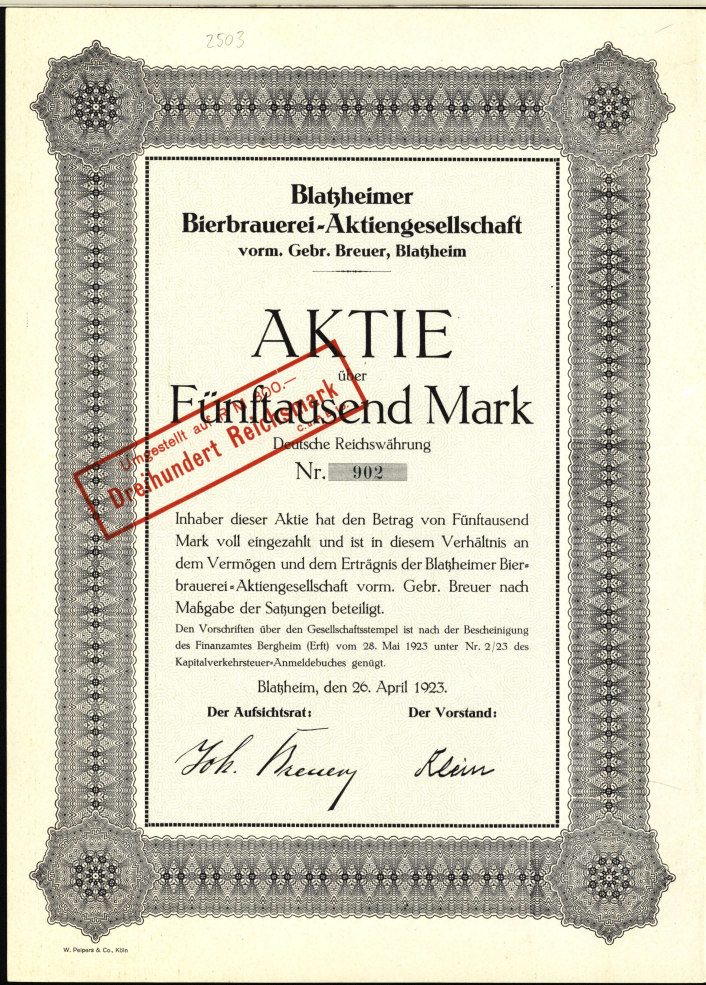 2503
Blatzheimer
Bierbrauerei-Aktiengesellschaft
vorm. Gebr. Breuer, Blatzheim
AKTIE
über
Fünftausend Mark
Deutsche Reichswährung
Nr. 902
Umgestellt auf R M 300.—
Dreihundert Reichsmark
Inhaber dieser Aktie hat den Betrag von Fünftausend
Mark voll eingezahlt und ist in diesem Verhältnis an
dem Vermögen und dem Erträgnis der Blatzheimer Bier-
brauerei-Aktiengesellschaft vorm. Gebr. Breuer nach
Maßgabe der Satzungen beteiligt.
Den Vorschriften über den Gesellschaftsstempel ist nach der Bescheinigung
des Finanzamtes Bergheim (Erft) vom 28. Mai 1923 unter Nr. 2/23 des
Kapitalverkehrsteuer-Anmeldebuches genügt.
Blatzheim, den 26. April 1923.
Der Aufsichtsrat: Der Vorstand:
Joh. Breuer Klein
W. Peipers & Co., Köln